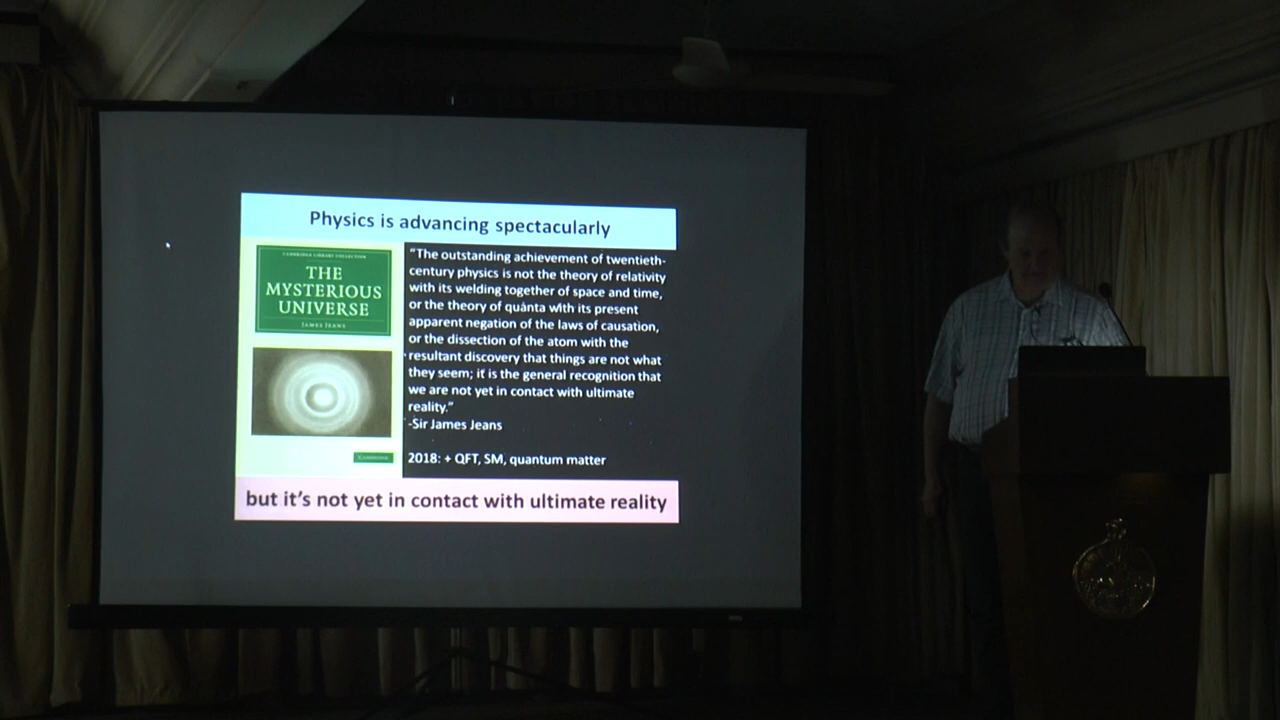 Physics is advancing spectacularly
CAMBRIDGE LIBRARY COLLECTION
THE
MYSTERIOUS
UNIVERSE
JAMES JEANS
CAMBRIDGE
"The outstanding achievement of twentieth-
century physics is not the theory of relativity
with its welding together of space and time,
or the theory of quanta with its present
apparent negation of the laws of causation,
or the dissection of the atom with the
resultant discovery that things are not what
they seem; it is the general recognition that
we are not yet in contact with ultimate
reality."
-Sir James Jeans
2018: + QFT, SM, quantum matter
but it's not yet in contact with ultimate reality